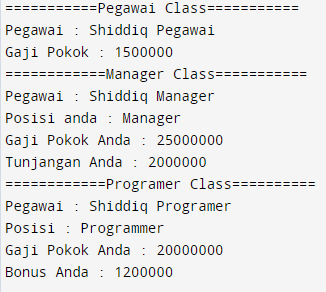 ===========Pegawai Class===========
Pegawai : Shiddiq Pegawai
Gaji Pokok : 1500000
============Manager Class===========
Pegawai : Shiddiq Manager
Posisi anda : Manager
Gaji Pokok Anda : 25000000
Tunjangan Anda : 2000000
============Programer Class==========
Pegawai : Shiddiq Programer
Posisi : Programmer
Gaji Pokok Anda : 20000000
Bonus Anda : 1200000